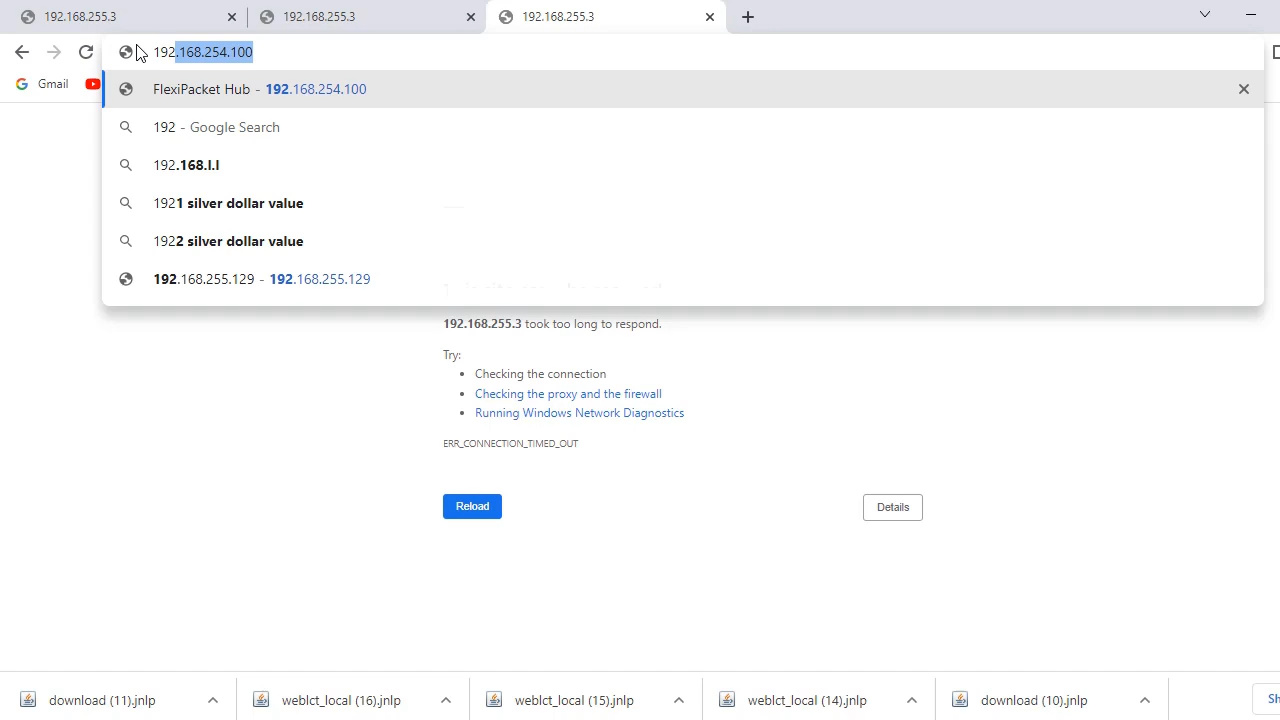 192.168.255.3
192.168.255.3
192.168.255.3
192.168.254.100
Gmail
FlexiPacket Hub - 192.168.254.100
192 - Google Search
192.168.l.l
1921 silver dollar value
1922 silver dollar value
192.168.255.129 - 192.168.255.129
192.168.255.3 took too long to respond.
Try:
• Checking the connection
• Checking the proxy and the firewall
• Running Windows Network Diagnostics
ERR_CONNECTION_TIMED_OUT
Reload
Details
download (11).jnlp
weblct_local (16).jnlp
weblct_local (15).jnlp
weblct_local (14).jnlp
download (10).jnlp